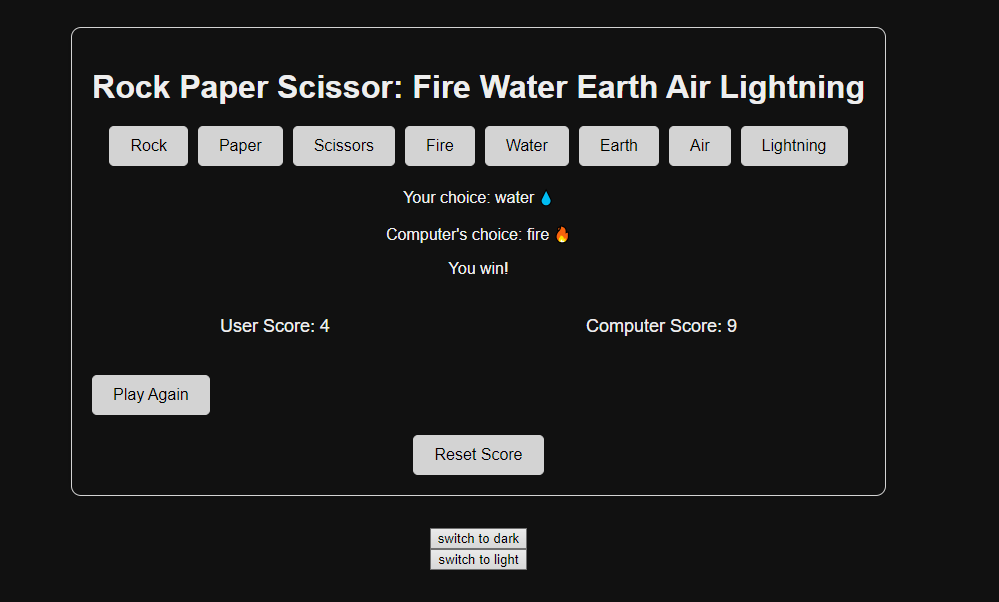 Rock Paper Scissor: Fire Water Earth Air Lightning
Rock Paper Scissors Fire Water Earth Air Lightning
Your choice: water 💧
Computer's choice: fire 🔥
You win!
User Score: 4 Computer Score: 9
Play Again
Reset Score
switch to dark
switch to light